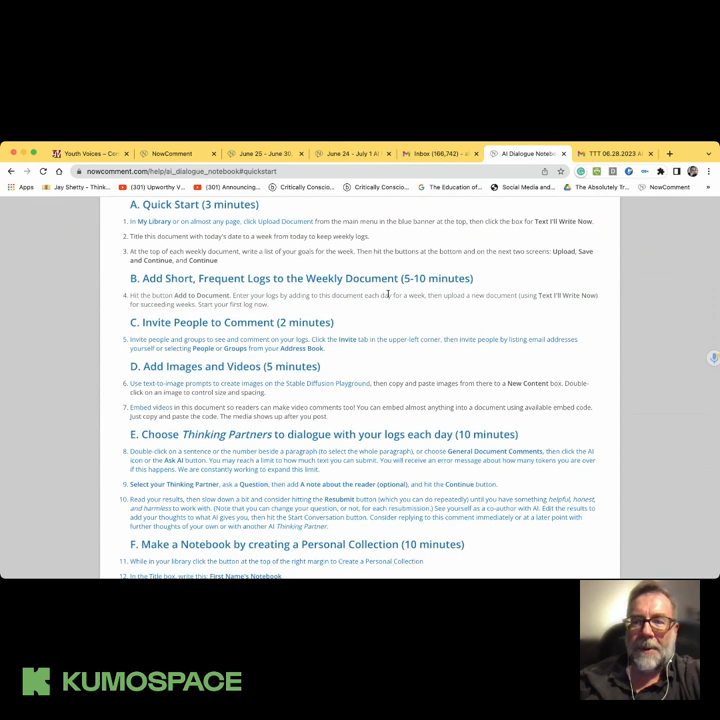 Youth Voices – Con
NowComment
June 25 - June 30,
June 24 - July 1 AI
Inbox (166,742) - 
AI Dialogue Notebo
TTT 06.28.2023 A
nowcomment.com/help/ai_dialogue_notebook#quickstart
Apps
Jay Shetty - Think...
(301) Upworthy V...
(301) Announcing...
Critically Consciou...
Critically Consciou...
The Education of...
Social Media and...
The Absolutely Tr...
NowComment
A. Quick Start (3 minutes)
1. In My Library or on almost any page, click Upload Document from the main menu in the blue banner at the top, then click the box for Text I'll Write Now.
2. Title this document with today's date to a week from today to keep weekly logs.
3. At the top of each weekly document, write a list of your goals for the week. Then hit the buttons at the bottom and on the next two screens: Upload, Save
and Continue, and Continue
B. Add Short, Frequent Logs to the Weekly Document (5-10 minutes)
4. Hit the button Add to Document. Enter your logs by adding to this document each day for a week, then upload a new document (using Text I'll Write Now)
for succeeding weeks. Start your first log now.
C. Invite People to Comment (2 minutes)
5. Invite people and groups to see and comment on your logs. Click the Invite tab in the upper-left corner, then invite people by listing email addresses
yourself or selecting People or Groups from your Address Book.
D. Add Images and Videos (5 minutes)
6. Use text-to-image prompts to create images on the Stable Diffusion Playground, then copy and paste images from there to a New Content box. Double-
click on an image to control size and spacing.
7. Embed videos in this document so readers can make video comments too! You can embed almost anything into a document using available embed code.
Just copy and paste the code. The media shows up after you post.
E. Choose Thinking Partners to dialogue with your logs each day (10 minutes)
8. Double-click on a sentence or the number beside a paragraph (to select the whole paragraph), or choose General Document Comments, then click the AI
icon or the Ask AI button. You may reach a limit to how much text you can submit. You will receive an error message about how many tokens you are over
if this happens. We are constantly working to expand this limit.
9. Select your Thinking Partner, ask a Question, then add A note about the reader (optional), and hit the Continue button.
10. Read your results, then slow down a bit and consider hitting the Resubmit button (which you can do repeatedly) until you have something helpful, honest,
and harmless to work with. (Note that you can change your question, or not, for each resubmission.) See yourself as a co-author with AI. Edit the results to
add your thoughts to what AI gives you, then hit the Start Conversation button. Consider replying to this comment immediately or at a later point with
further thoughts of your own or with another AI Thinking Partner.
F. Make a Notebook by creating a Personal Collection (10 minutes)
11. While in your library click the button at the top of the right margin to Create a Personal Collection
12. In the Title box, write this: First Name's Notebook
KUMOSPACE